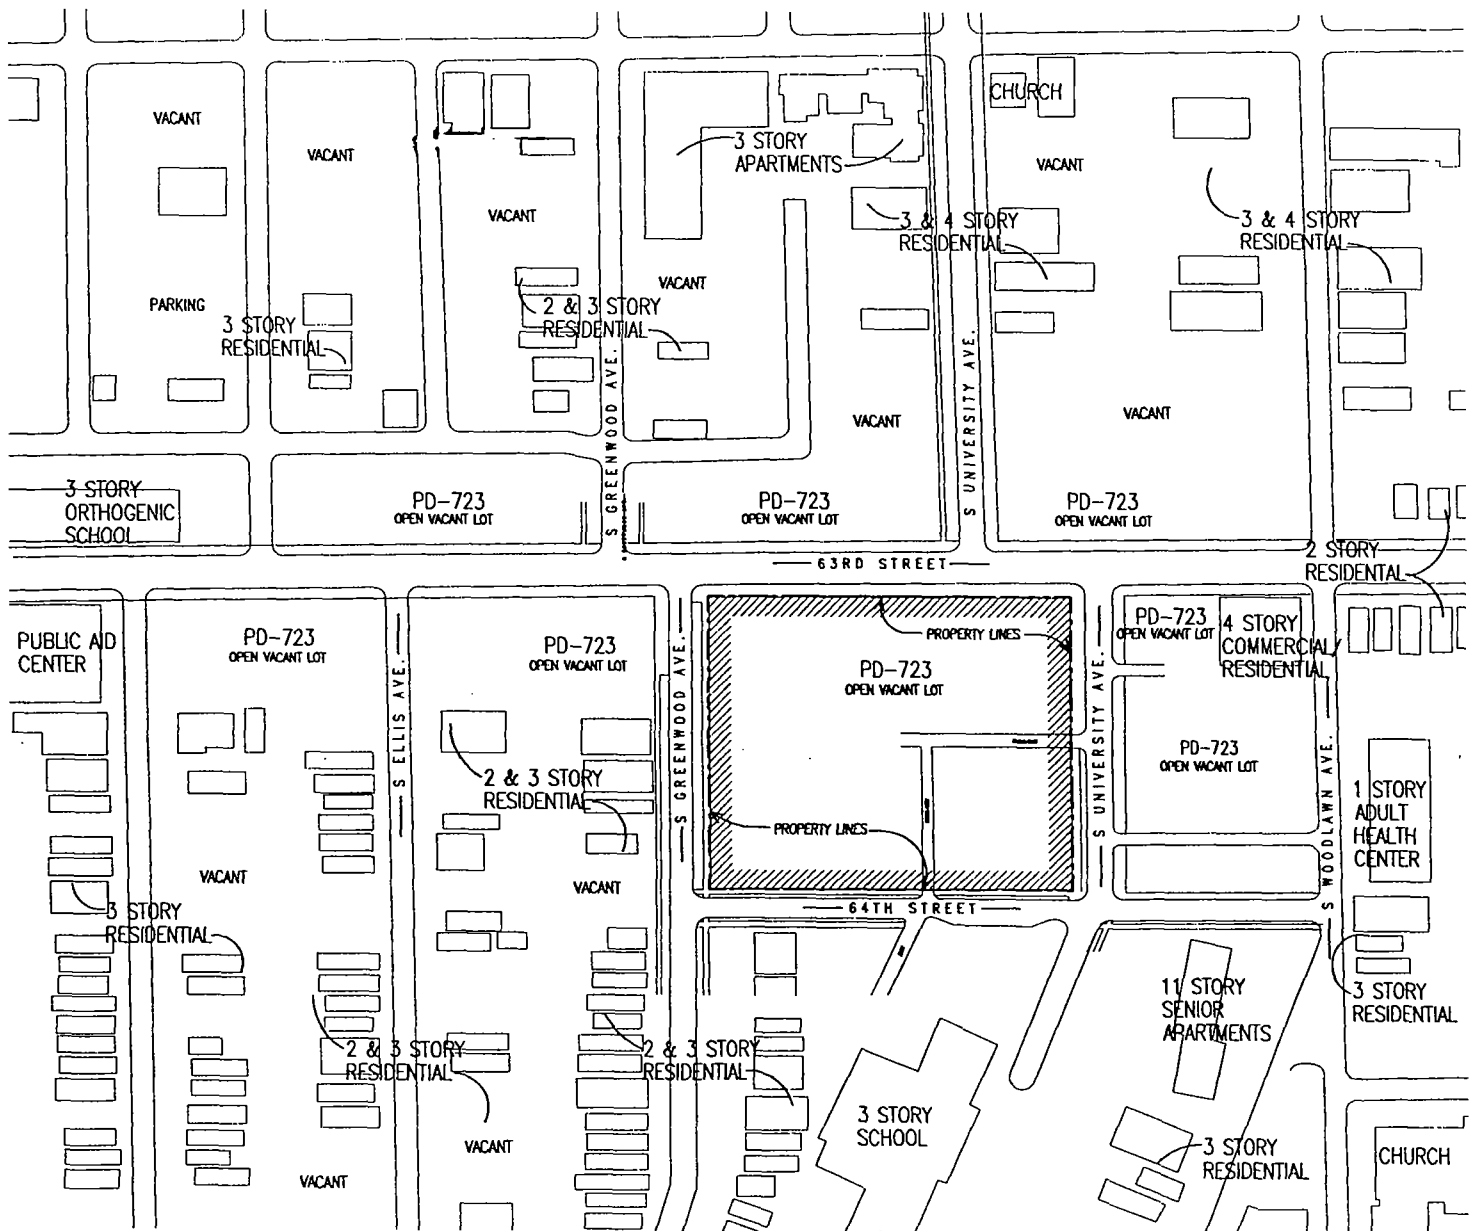 CHURCH
VACANT
VACANT
3 STORY
APARTMENTS
VACANT
VACANT
3 & 4 STORY
RESIDENTIAL
3 & 4 STORY
RESIDENTIAL
VACANT
PARKING
2 & 3 STORY
RESIDENTIAL
3 STORY
RESIDENTIAL
S GREENWOOD AVE.
S UNIVERSITY AVE.
VACANT
VACANT
3 STORY
ORTHOGENIC
SCHOOL
PD-723
OPEN VACANT LOT
PD-723
OPEN VACANT LOT
PD-723
OPEN VACANT LOT
63RD STREET
2 STORY
RESIDENTAL
PUBLIC AID
CENTER
PD-723
OPEN VACANT LOT
S ELLIS AVE.
PD-723
OPEN VACANT LOT
S GREENWOOD AVE.
PROPERTY LINES
PD-723
OPEN VACANT LOT
S UNIVERSITY AVE.
PD-723
OPEN VACANT LOT
4 STORY
COMMERCIAL/
RESIDENTIAL
PD-723
OPEN VACANT LOT
S WOODLAWN AVE.
2 & 3 STORY
RESIDENTIAL
1 STORY
ADULT
HEALTH
CENTER
PROPERTY LINES
VACANT
VACANT
64TH STREET
3 STORY
RESIDENTIAL
11 STORY
SENIOR
APARTMENTS
3 STORY
RESIDENTIAL
2 & 3 STORY
RESIDENTIAL
2 & 3 STORY
RESIDENTIAL
3 STORY
SCHOOL
VACANT
3 STORY
RESIDENTIAL
CHURCH
VACANT